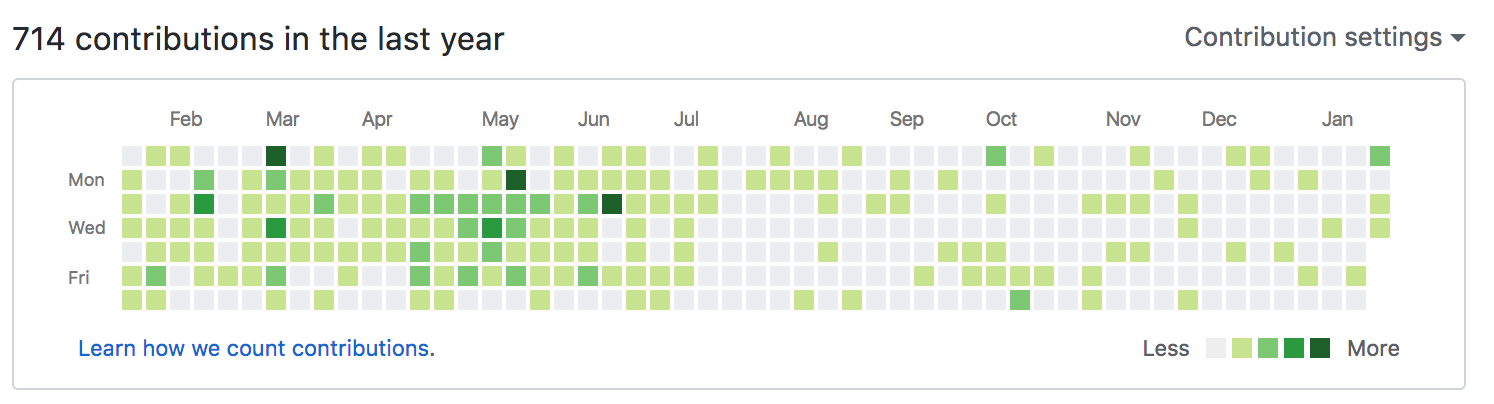 714 contributions in the last year
Contribution settings
Feb Mar Apr May Jun Jul Aug Sep Oct Nov Dec Jan
Mon
Wed
Fri
Learn how we count contributions.
Less More